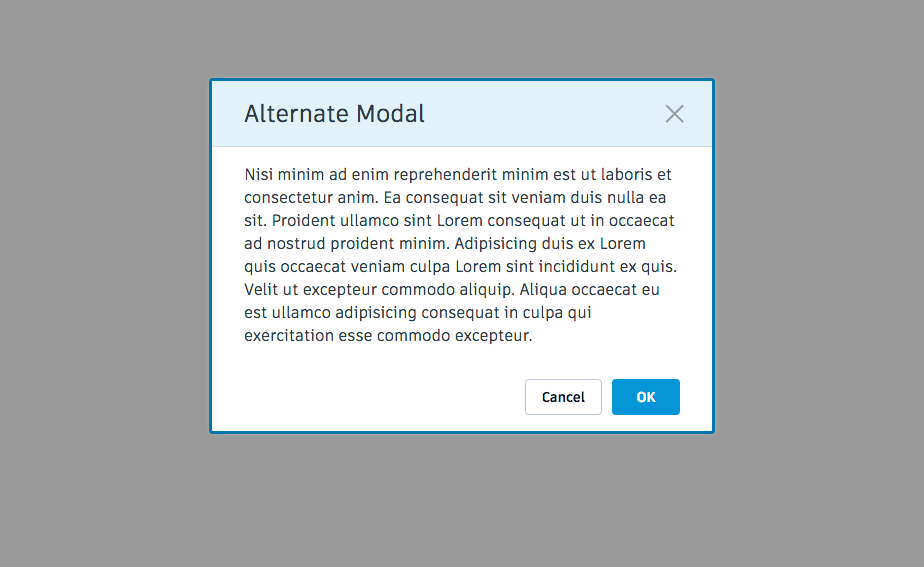 Alternate Modal
Nisi minim ad enim reprehenderit minim est ut laboris et
consectetur anim. Ea consequat sit veniam duis nulla ea
sit. Proident ullamco sint Lorem consequat ut in occaecat
ad nostrud proident minim. Adipisicing duis ex Lorem
quis occaecat veniam culpa Lorem sint incididunt ex quis.
Velit ut excepteur commodo aliquip. Aliqua occaecat eu
est ullamco adipisicing consequat in culpa qui
exercitation esse commodo excepteur.
Cancel OK